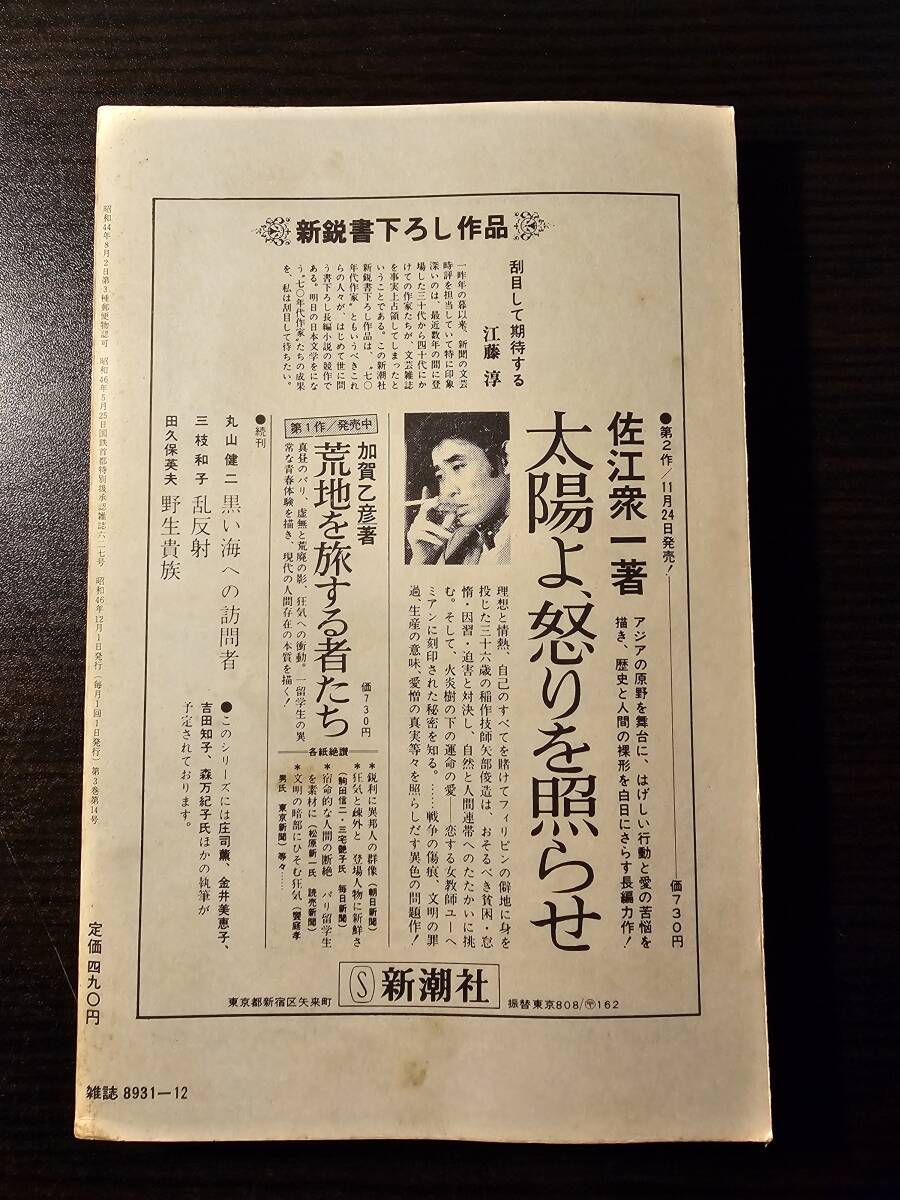 新鋭書下ろし作品
刮目して期待する
江藤 淳
一昨年の暮以来、新聞の文芸
時評を担当していて特に印象
深いのは、最近数年の間に登
場した三十代から四十代にか
けての作家たちが、文芸雑誌
を事実上占領してしまったと
いうことである。この新潮社
新鋭書下ろし作品は、“七〇
年代作家”ともいうべきこれ
らの人々が、はじめて世に問
う書下ろし長編小説の競作で
ある。明日の日本文学をにな
う“七〇年代作家”たちの成果
を、私は刮目して待ちたい。
●第2作/11月24日発売!
価730円
佐江衆一著
アジアの原野を舞台に、はげしい行動と愛の苦悩を
描き、歴史と人間の裸形を白日にさらす長編力作!
太陽よ、怒りを照らせ
理想と情熱、自己のすべてを賭けてフィリピンの僻地に身を
投じた三十六歳の稲作技師矢部俊造は、おそるべき貧困・怠
惰・因習・迫害と対決し、自然と人間連帯へのたたかいに挑
む。そして、火炎樹の下の運命の愛――恋する女教師ユーヘ
ミアンに刻印された秘密を知る。……戦争の傷痕、文明の罪
過、生産の意味、愛憎の真実等々を照らしだす異色の問題作!
第1作/発売中
加賀乙彦著
荒地を旅する者たち
価730円
真昼のパリ、虚無と荒廃の影、狂気への衝動。一留学生の異
常な青春体験を描き、現代の人間存在の本質を描く!
各紙絶讃
*鋭利に異邦人の群像(朝日新聞)
*狂気と疎外と 登場人物に新鮮さ
(駒田信二・三宅艶子氏 毎日新聞)
*宿命的な人間の断絶 パリ留学生
を素材に(松原新一氏 読売新聞)
*文明の暗部にひそむ狂気(饗庭孝
男氏 東京新聞)等々……
●続刊
丸山健二 黒い海への訪問者
三枝和子 乱反射
田久保英夫 野生貴族
●このシリーズには庄司薫、金井美恵子、
吉田知子、森万紀子氏ほかの執筆が
予定されております。
新潮社
東京都新宿区矢来町
振替東京808/〒162
昭和44年8月2日第3種郵便物認可 昭和46年5月25日国鉄首都特別扱承認雑誌六二七号 昭和46年12月1日発行(毎月1回1日発行)第3巻第14号
定価 四九〇円
雑誌 8931-12